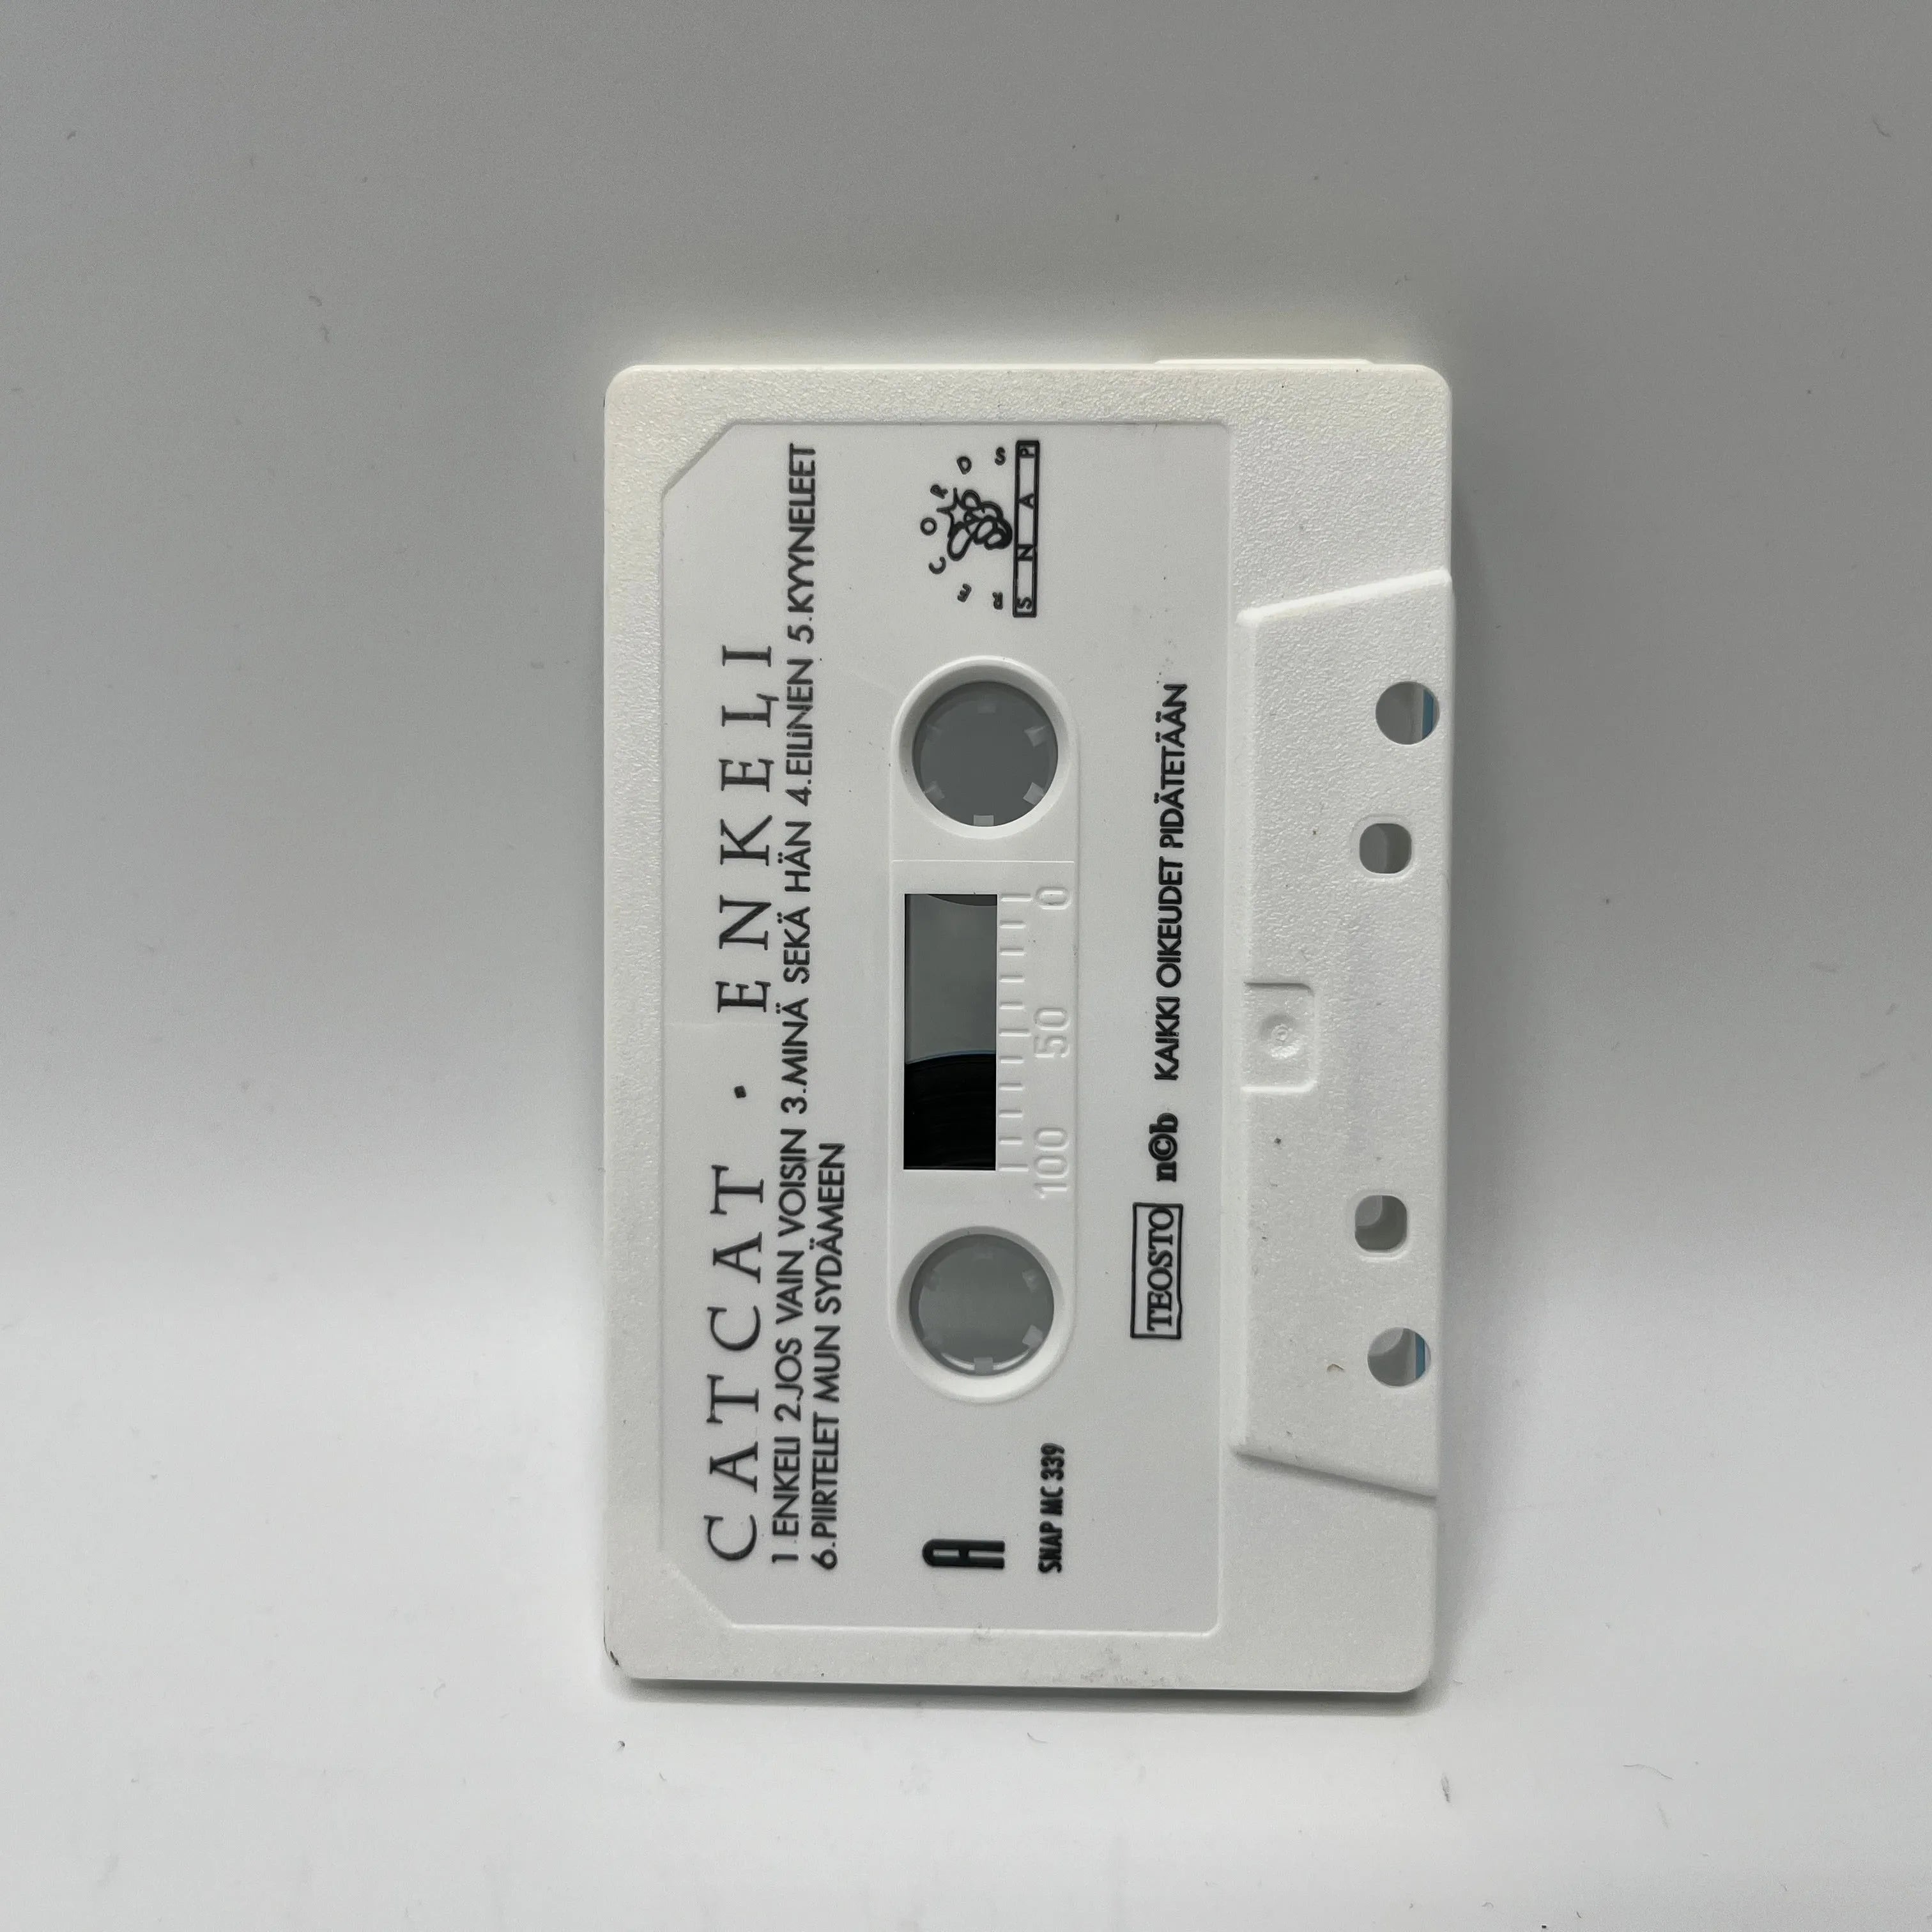 CATCAT · ENKELI
1.ENKELI 2.JOS VAIN VOISIN 3.MINÄ SEKÄ HÄN 4.EILINEN 5.KYYNELEET
6.PIIRTELET MUN SYDÄMEEN
A
SNAP MC 339
100 50 0
RECORDS
SNAP
TEOSTO n©b KAIKKI OIKEUDET PIDÄTETÄÄN